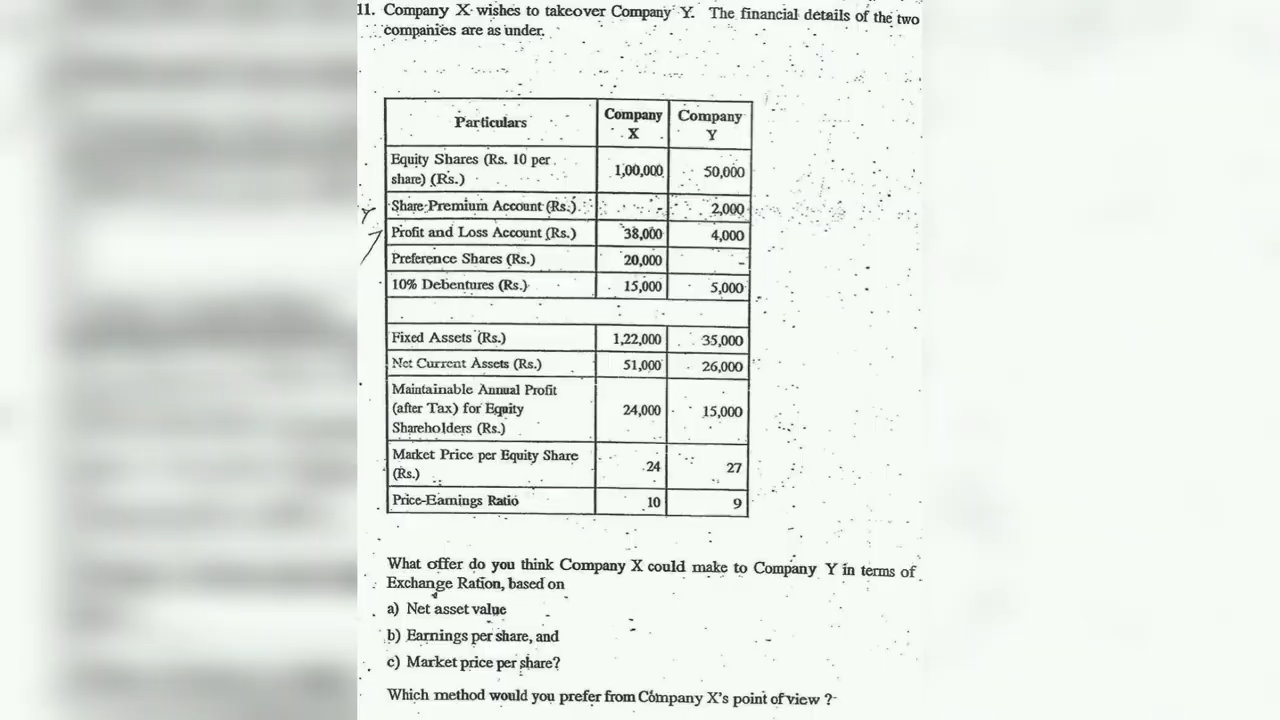 11. Company X wishes to takeover Company Y. The financial details of the two
companies are as under.
Particulars Company X Company Y
Equity Shares (Rs. 10 per share) (Rs.) 1,00,000 50,000
Share Premium Account (Rs.) - 2,000
Profit and Loss Account (Rs.) 38,000 4,000
Preference Shares (Rs.) 20,000 -
10% Debentures (Rs.) 15,000 5,000
Fixed Assets (Rs.) 1,22,000 35,000
Net Current Assets (Rs.) 51,000 26,000
Maintainable Annual Profit (after Tax) for Equity Shareholders (Rs.) 24,000 15,000
Market Price per Equity Share (Rs.) 24 27
Price-Earnings Ratio 10 9
What offer do you think Company X could make to Company Y in terms of
Exchange Ration, based on
a) Net asset value
b) Earnings per share, and
c) Market price per share?
Which method would you prefer from Company X's point of view ?